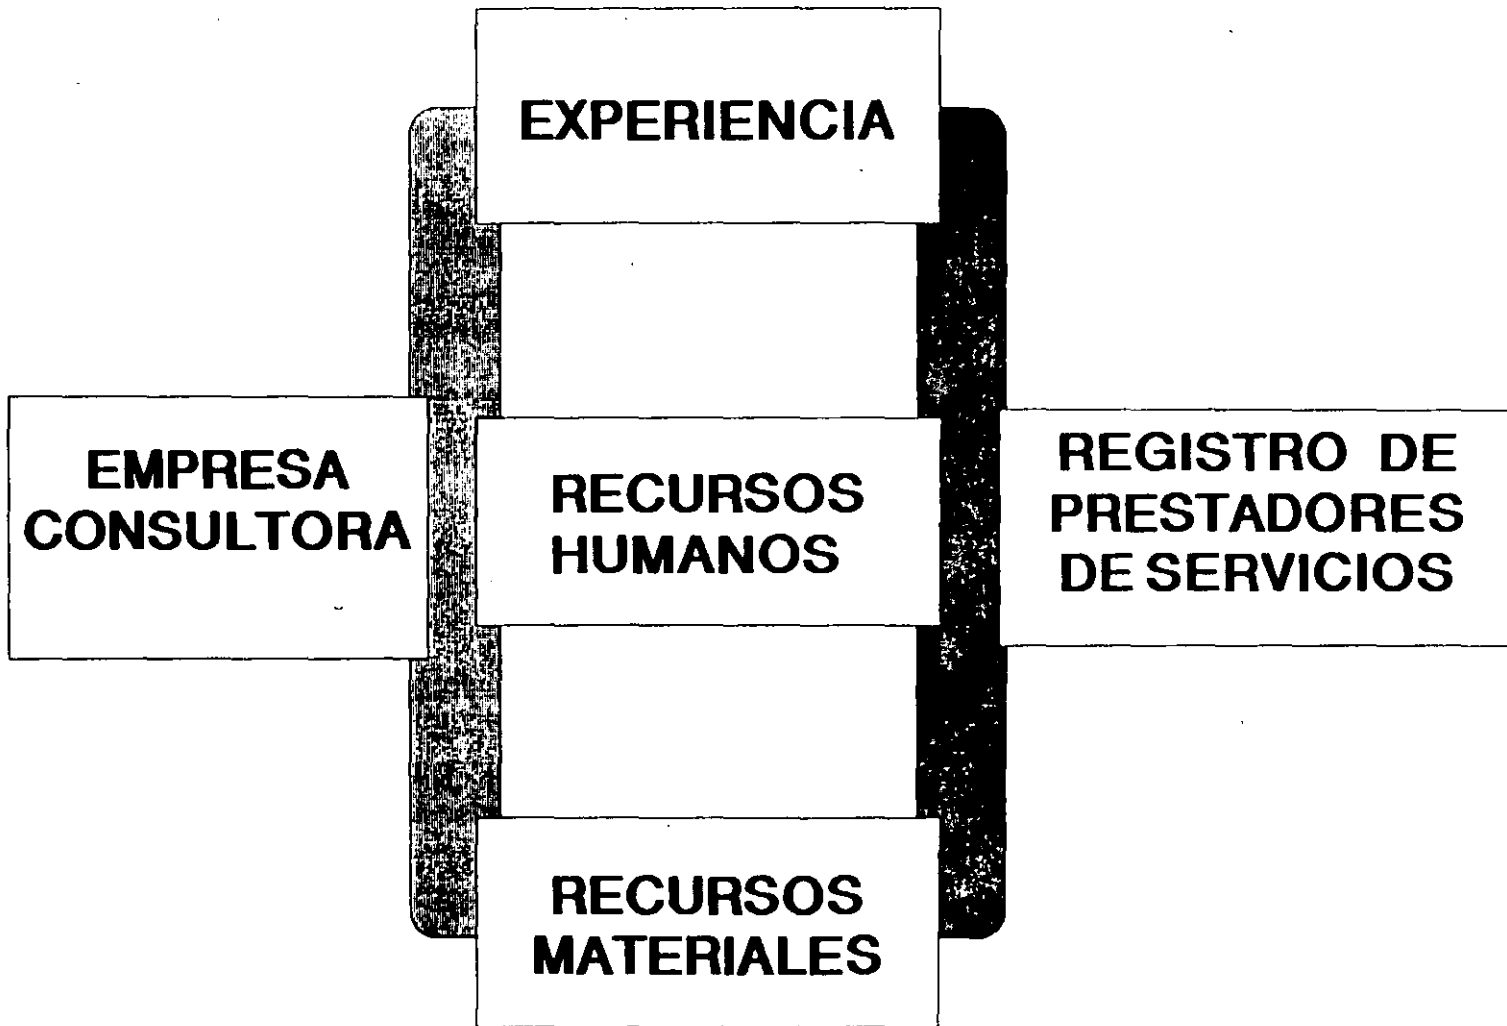 EXPERIENCIA
EMPRESA
CONSULTORA
RECURSOS
HUMANOS
REGISTRO DE
PRESTADORES
DE SERVICIOS
RECURSOS
MATERIALES